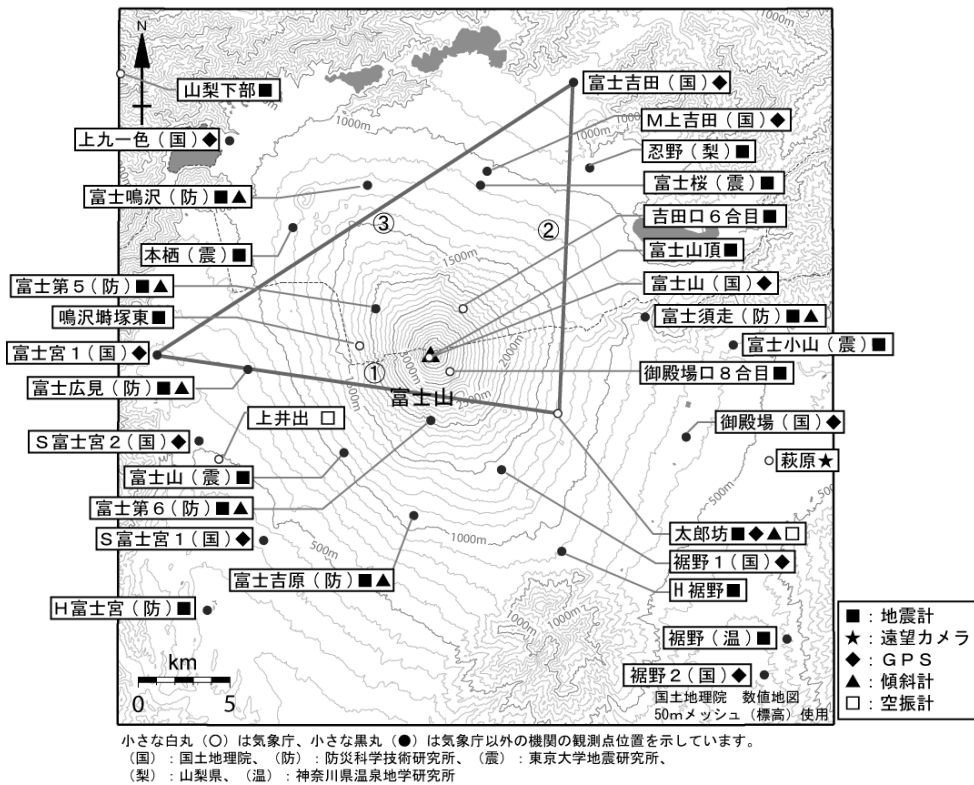 N
1000m
富士吉田（国）◆
山梨下部■
1000m
1000m
M上吉田（国）◆
上九一色（国）◆
忍野（梨）■
富士鳴沢（防）■▲
富士桜（震）■
吉田口６合目■
③
②
本栖（震）■
1500m
富士山頂■
富士第５（防）■▲
富士山（国）◆
鳴沢塒塚東■
2000m
富士須走（防）■▲
富士宮１（国）◆
富士小山（震）■
3000m
①
富士広見（防）■▲
御殿場口８合目■
富士山
上井出 □
御殿場（国）◆
S富士宮２（国）◆
萩原★
富士山（震）■
500m
富士第６（防）■▲
太郎坊■◆▲□
S富士宮１（国）◆
1000m
500m
裾野１（国）◆
富士吉原（防）■▲
H裾野■
H富士宮（防）■
1000m
1000m
裾野（温）■
km
0 5
裾野２（国）◆
国土地理院 数値地図
50mメッシュ（標高）使用
■：地震計
★：遠望カメラ
◆：ＧＰＳ
▲：傾斜計
□：空振計
小さな白丸（○）は気象庁、小さな黒丸（●）は気象庁以外の機関の観測点位置を示しています。
（国）：国土地理院、（防）：防災科学技術研究所、（震）：東京大学地震研究所、
（梨）：山梨県、（温）：神奈川県温泉地学研究所